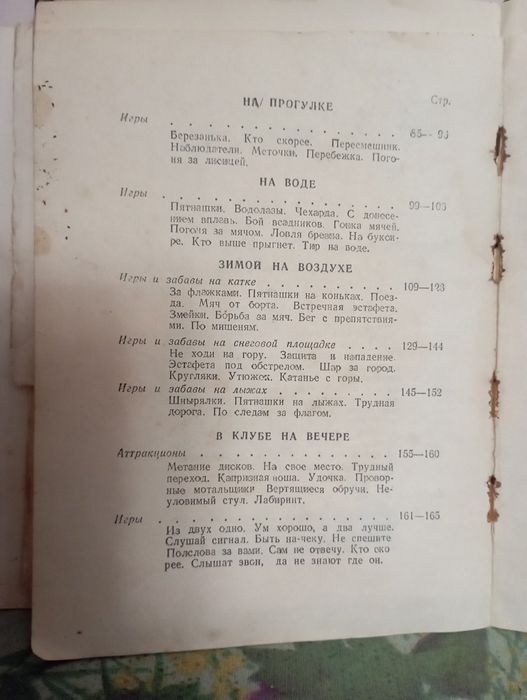 НА ПРОГУЛКЕ
Стр.
Игры . . . . . . . . . . . . . . . . 85—96
Березанька. Кто скорее. Пересмешник.
Наблюдатели. Меточки. Перебежка. Пого-
ня за лисицей.
НА ВОДЕ
Игры . . . . . . . . . . . . . . . . 99—105
Пятнашки. Водолазы. Чехарда. С донесе-
нием вплавь. Бой всадников. Гонка мячей.
Погоня за мячом. Ловля бревна. На букси-
ре. Кто выше прыгнет. Тир на воде.
ЗИМОЙ НА ВОЗДУХЕ
Игры и забавы на катке . . . . . . . . . . 109—128
За флажками. Пятнашки на коньках. Поез-
да. Мяч от борта. Встречная эстафета.
Змейки. Борьба за мяч. Бег с препятствия-
ми. По мишеням.
Игры и забавы на снеговой площадке . . . . 129—144
Не ходи на гору. Защита и нападение.
Эстафета под обстрелом. Шар за город.
Кругляки. Утюжок. Катанье с горы.
Игры и забавы на лыжах . . . . . . . . . 145—152
Шнырялки. Пятнашки на лыжах. Трудная
дорога. По следам за флагом.
В КЛУБЕ НА ВЕЧЕРЕ
Аттракционы . . . . . . . . . . . . . 155—160
Метание дисков. На свое место. Трудный
переход. Капризная ноша. Удочка. Провор-
ные мотальщики Вертящиеся обручи. Не-
уловимый стул. Лабиринт.
Игры . . . . . . . . . . . . . . . . 161—165
Из двух одно. Ум хорошо, а два лучше.
Слушай сигнал. Быть на-чеку. Не спешите
Полслова за вами. Сам не отвечу. Кто ско
рее. Слышат звон, да не знают где он.